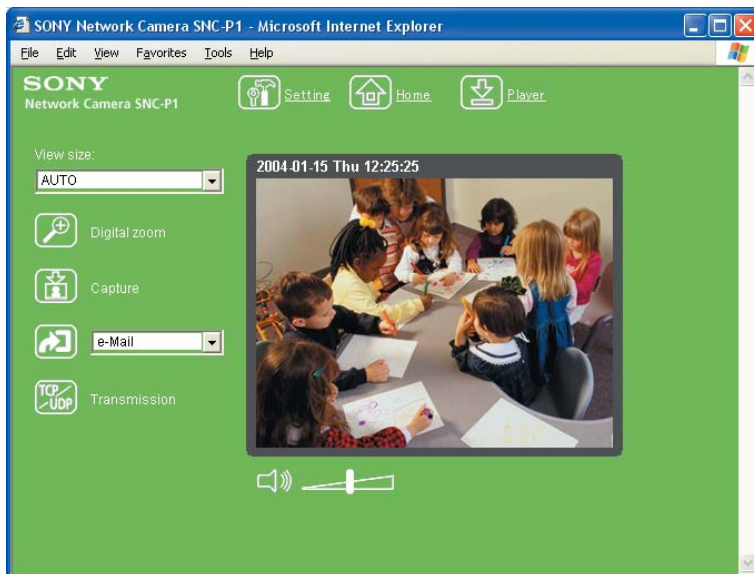 SONY Network Camera SNC-P1 - Microsoft Internet Explorer
File Edit View Favorites Tools Help
SONY
Network Camera SNC-P1
Setting Home Player
View size:
AUTO
2004-01-15 Thu 12:25:25
Digital zoom
Capture
e-Mail
TCP/UDP Transmission